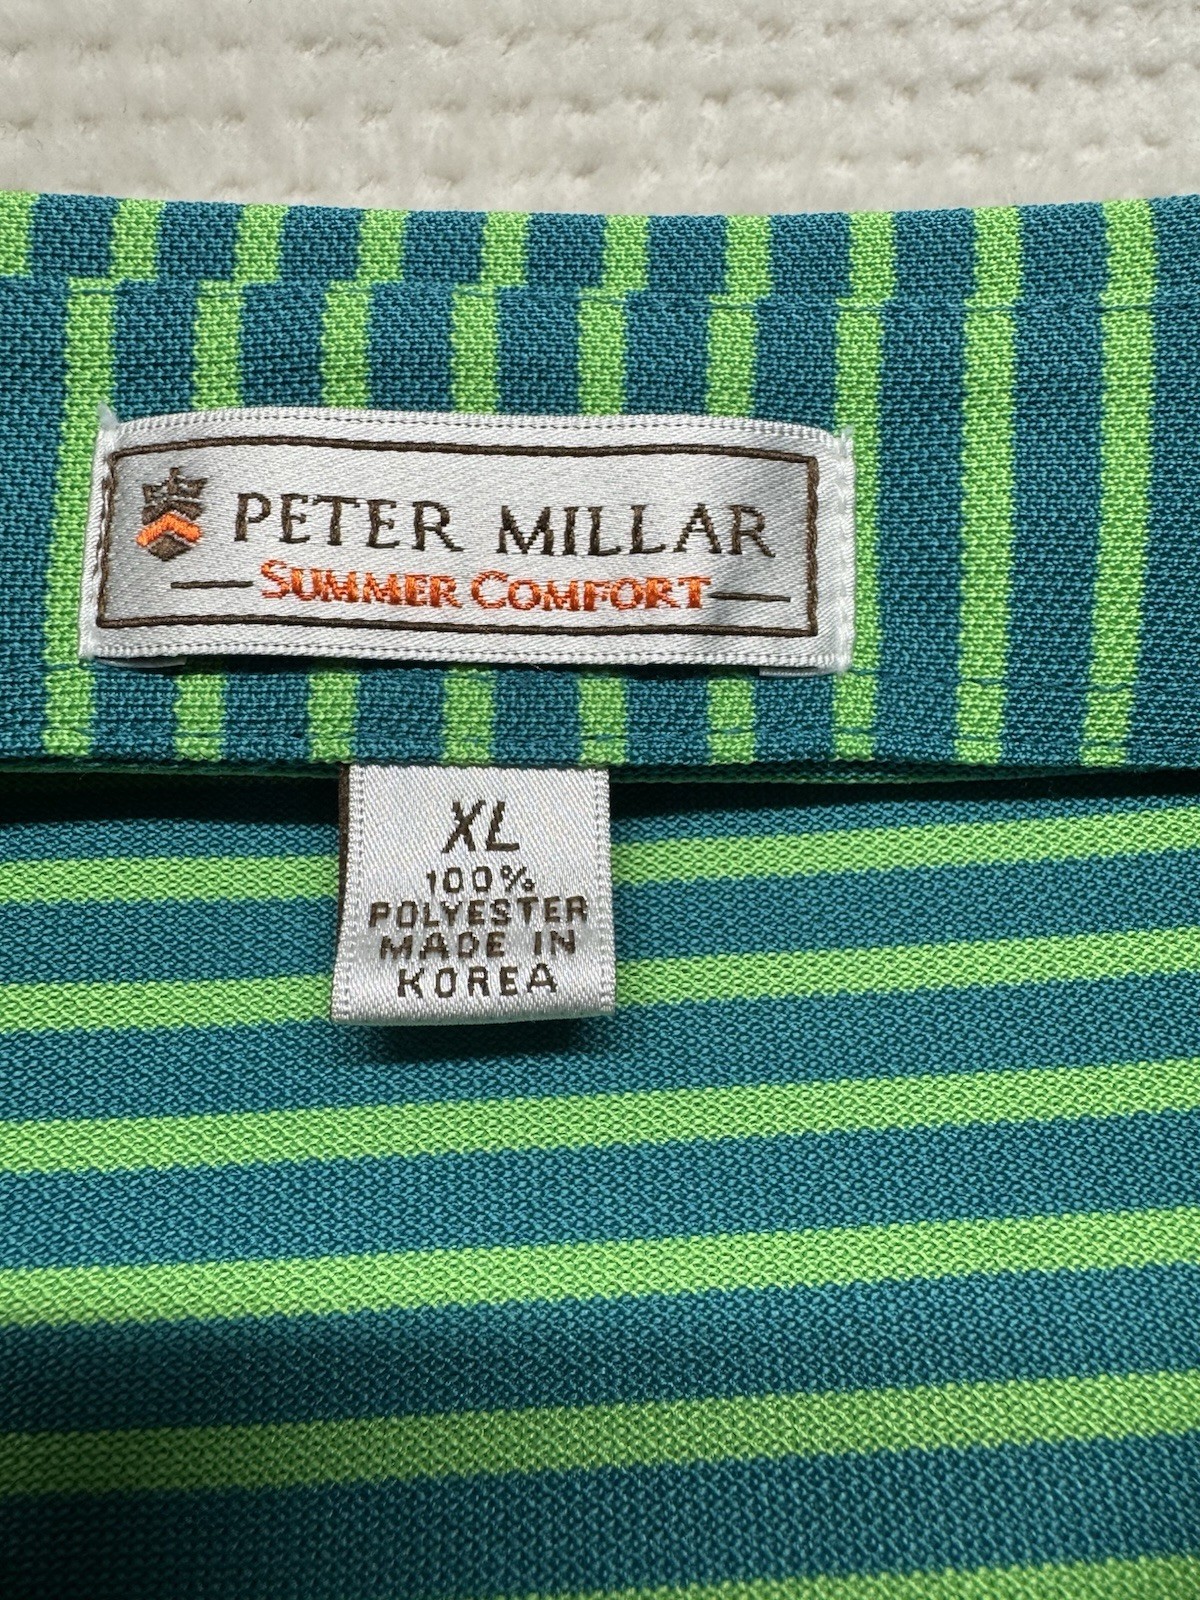 PETER MILLAR
SUMMER COMFORT
XL
100%
POLYESTER
MADE IN
KOREA